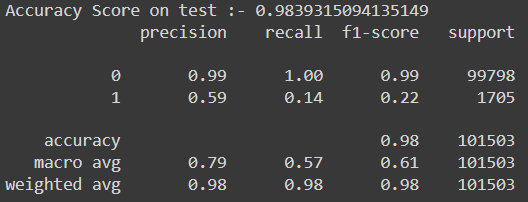 Accuracy Score on test :- 0.9839315094135149
precision recall f1-score support
0 0.99 1.00 0.99 99798
1 0.59 0.14 0.22 1705
accuracy 0.98 101503
macro avg 0.79 0.57 0.61 101503
weighted avg 0.98 0.98 0.98 101503